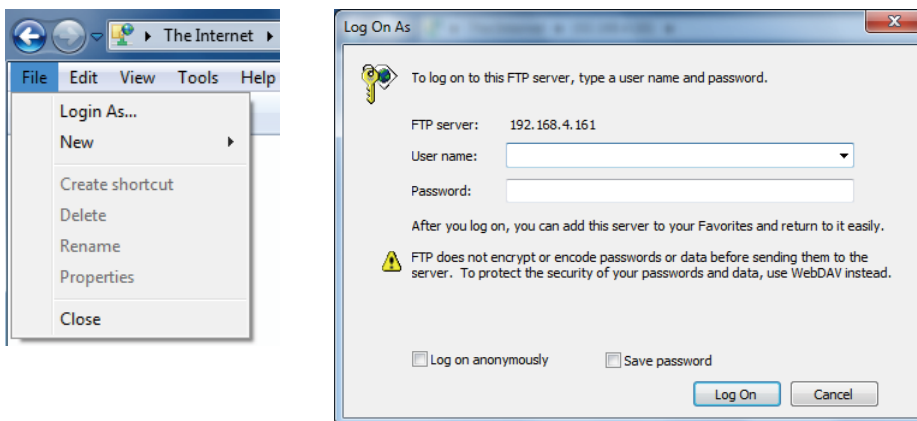 The Internet
File Edit View Tools Help
Login As...
New
Create shortcut
Delete
Rename
Properties
Close
Log On As
To log on to this FTP server, type a user name and password.
FTP server: 192.168.4.161
User name:
Password:
After you log on, you can add this server to your Favorites and return to it easily.
FTP does not encrypt or encode passwords or data before sending them to the
server. To protect the security of your passwords and data, use WebDAV instead.
Log on anonymously Save password
Log On Cancel